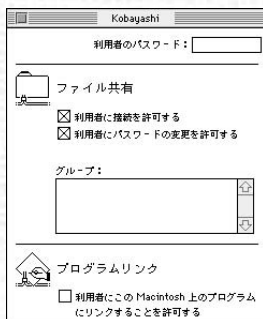 Kobayashi
利用者のパスワード：
ファイル共有
利用者に接続を許可する
利用者にパスワードの変更を許可する
グループ：
プログラムリンク
利用者にこの Macintosh 上のプログラム
にリンクすることを許可する